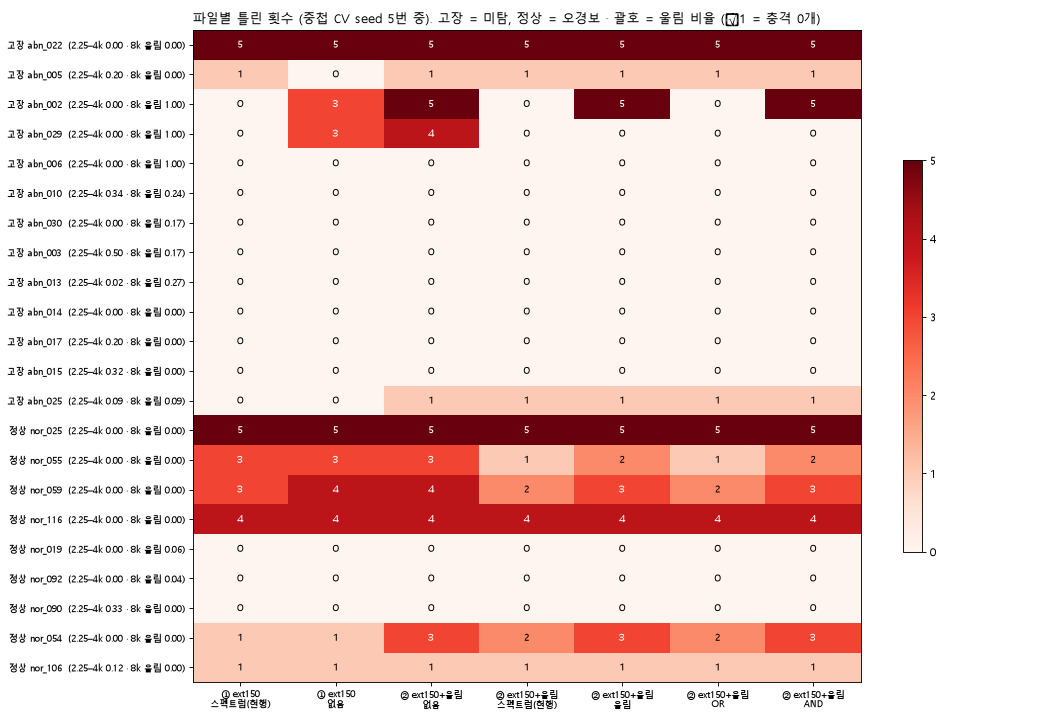 파일별 틀린 횟수 (중첩 CV seed 5번 중). 고장 = 미탐, 정상 = 오경보 · 괄호 = 울림 비율 (1 = 충격 0개)
고장 abn_022 (2.25–4k 0.00 · 8k 울림 0.00) 5 5 5 5 5 5 5
고장 abn_005 (2.25–4k 0.20 · 8k 울림 0.00) 1 0 1 1 1 1 1
고장 abn_002 (2.25–4k 0.00 · 8k 울림 1.00) 0 3 5 0 5 0 5
고장 abn_029 (2.25–4k 0.00 · 8k 울림 1.00) 0 3 4 0 0 0 0
고장 abn_006 (2.25–4k 0.00 · 8k 울림 1.00) 0 0 0 0 0 0 0
고장 abn_010 (2.25–4k 0.34 · 8k 울림 0.24) 0 0 0 0 0 0 0
고장 abn_030 (2.25–4k 0.00 · 8k 울림 0.17) 0 0 0 0 0 0 0
고장 abn_003 (2.25–4k 0.50 · 8k 울림 0.17) 0 0 0 0 0 0 0
고장 abn_013 (2.25–4k 0.02 · 8k 울림 0.27) 0 0 0 0 0 0 0
고장 abn_014 (2.25–4k 0.00 · 8k 울림 0.00) 0 0 0 0 0 0 0
고장 abn_017 (2.25–4k 0.20 · 8k 울림 0.00) 0 0 0 0 0 0 0
고장 abn_015 (2.25–4k 0.32 · 8k 울림 0.00) 0 0 0 0 0 0 0
고장 abn_025 (2.25–4k 0.09 · 8k 울림 0.09) 0 0 1 1 1 1 1
정상 nor_025 (2.25–4k 0.00 · 8k 울림 0.00) 5 5 5 5 5 5 5
정상 nor_055 (2.25–4k 0.00 · 8k 울림 0.00) 3 3 3 1 2 1 2
정상 nor_059 (2.25–4k 0.00 · 8k 울림 0.00) 3 4 4 2 3 2 3
정상 nor_116 (2.25–4k 0.00 · 8k 울림 0.00) 4 4 4 4 4 4 4
정상 nor_019 (2.25–4k 0.00 · 8k 울림 0.06) 0 0 0 0 0 0 0
정상 nor_092 (2.25–4k 0.00 · 8k 울림 0.04) 0 0 0 0 0 0 0
정상 nor_090 (2.25–4k 0.33 · 8k 울림 0.00) 0 0 0 0 0 0 0
정상 nor_054 (2.25–4k 0.00 · 8k 울림 0.00) 1 1 3 2 3 2 3
정상 nor_106 (2.25–4k 0.12 · 8k 울림 0.00) 1 1 1 1 1 1 1
① ext150 ① ext150 ② ext150+울림 ② ext150+울림 ② ext150+울림 ② ext150+울림 ② ext150+울림
스펙트럼(현행) 없음 없음 스펙트럼(현행) 울림 OR AND
5
4
3
2
1
0